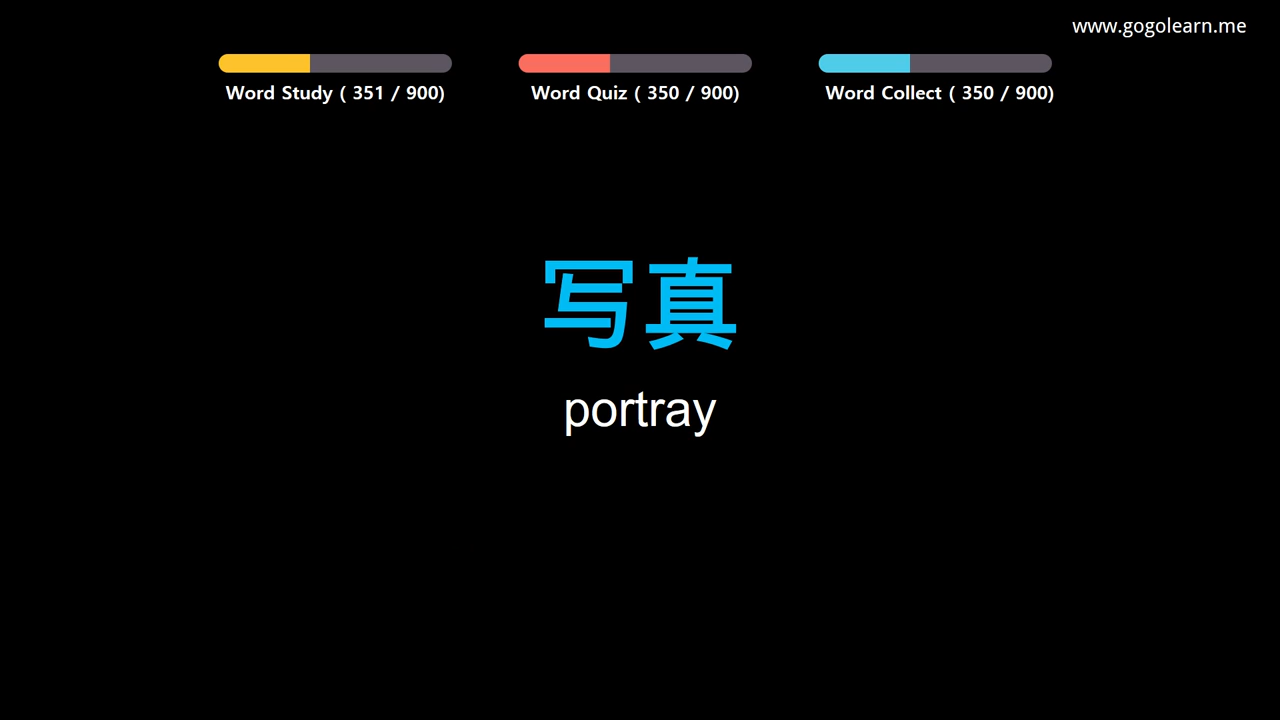 www.gogolearn.me
Word Study ( 351 / 900)
Word Quiz ( 350 / 900)
Word Collect ( 350 / 900)
写真
portray